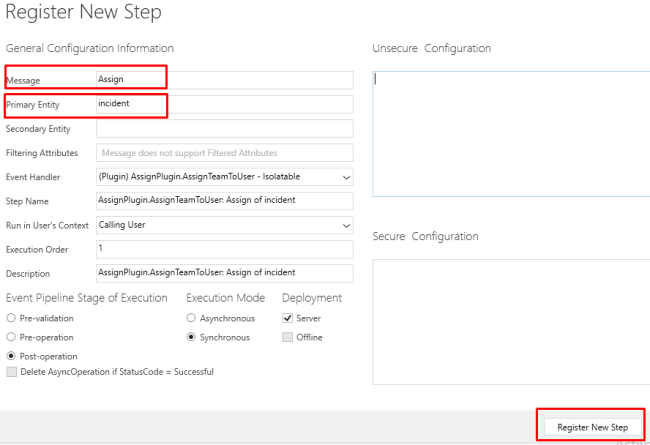 Register New Step
General Configuration Information
Message Assign
Primary Entity incident
Secondary Entity
Filtering Attributes Message does not support Filtered Attributes
Event Handler (Plugin) AssignPlugin.AssignTeamToUser - Isolatable
Step Name AssignPlugin.AssignTeamToUser: Assign of incident
Run in User's Context Calling User
Execution Order 1
Description AssignPlugin.AssignTeamToUser: Assign of incident
Event Pipeline Stage of Execution Execution Mode Deployment
Pre-validation Asynchronous Server
Pre-operation Synchronous Offline
Post-operation
Delete AsyncOperation if StatusCode = Successful
Unsecure Configuration
Secure Configuration
Register New Step